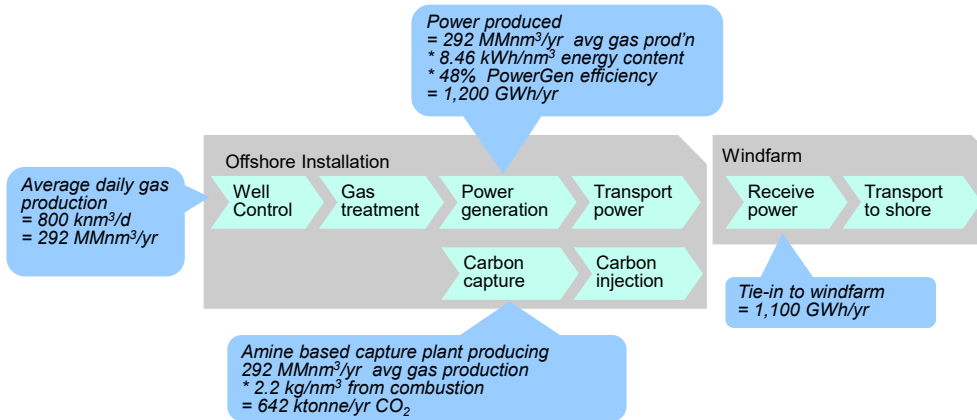 Power produced
= 292 MMnm³/yr  avg gas prod'n
* 8.46 kWh/nm³ energy content
* 48%  PowerGen efficiency
= 1,200 GWh/yr
Offshore Installation
Windfarm
Average daily gas
production
= 800 knm³/d
= 292 MMnm³/yr
Well
Control
Gas
treatment
Power
generation
Transport
power
Receive
power
Transport
to shore
Carbon
capture
Carbon
injection
Tie-in to windfarm
= 1,100 GWh/yr
Amine based capture plant producing
292 MMnm³/yr  avg gas production
* 2.2 kg/nm³ from combustion
= 642 ktonne/yr CO₂